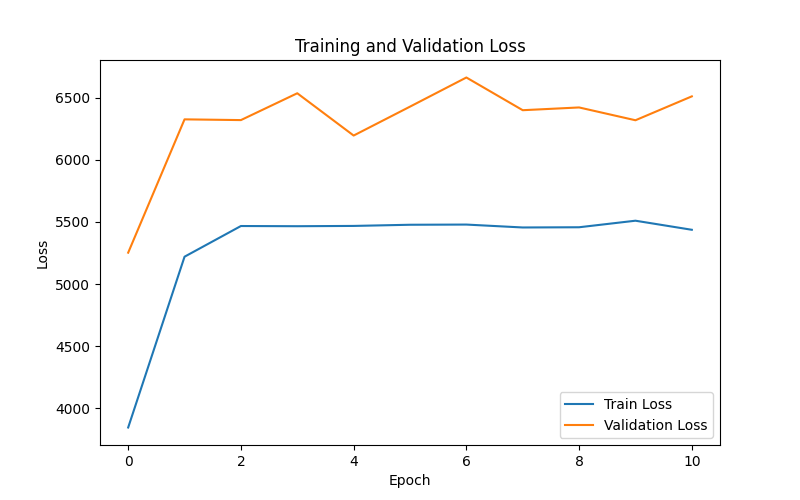 Training and Validation Loss
6500
6000
5500
5000
4500
4000
Loss
0
2
4
6
8
10
Epoch
Train Loss
Validation Loss